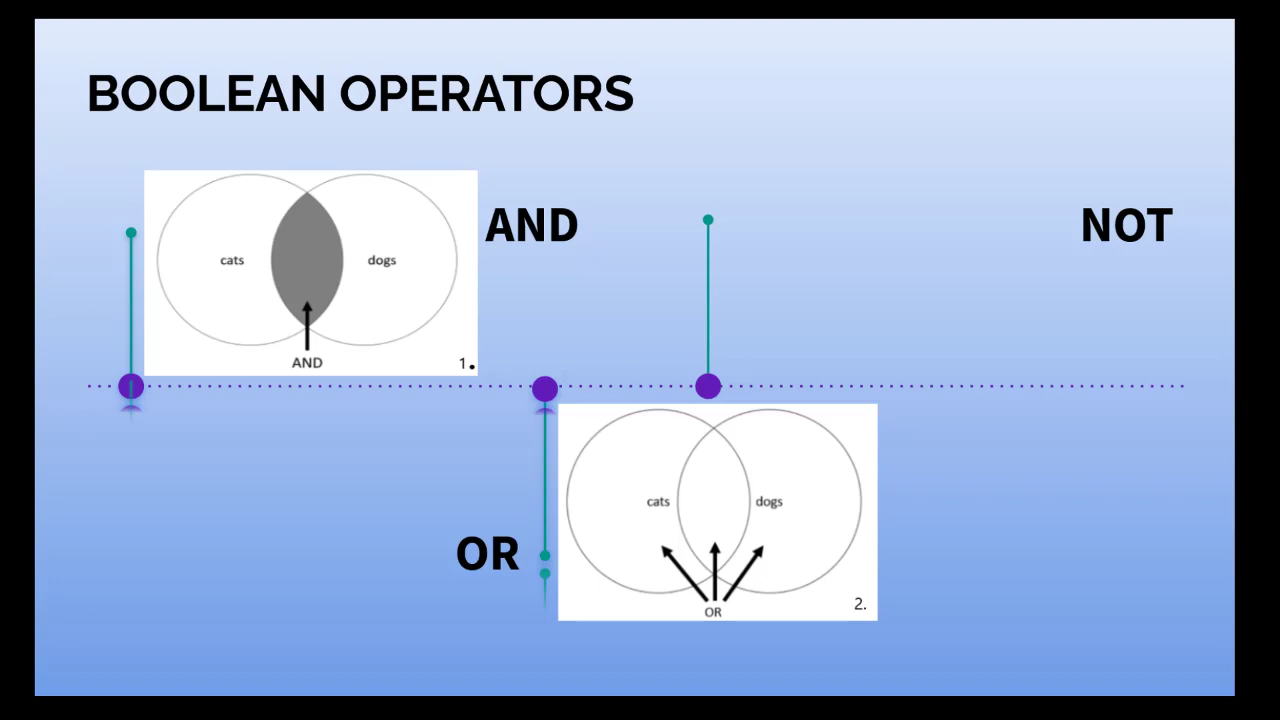 BOOLEAN OPERATORS
cats
dogs
AND
1.
AND
NOT
OR
cats
dogs
OR
2.